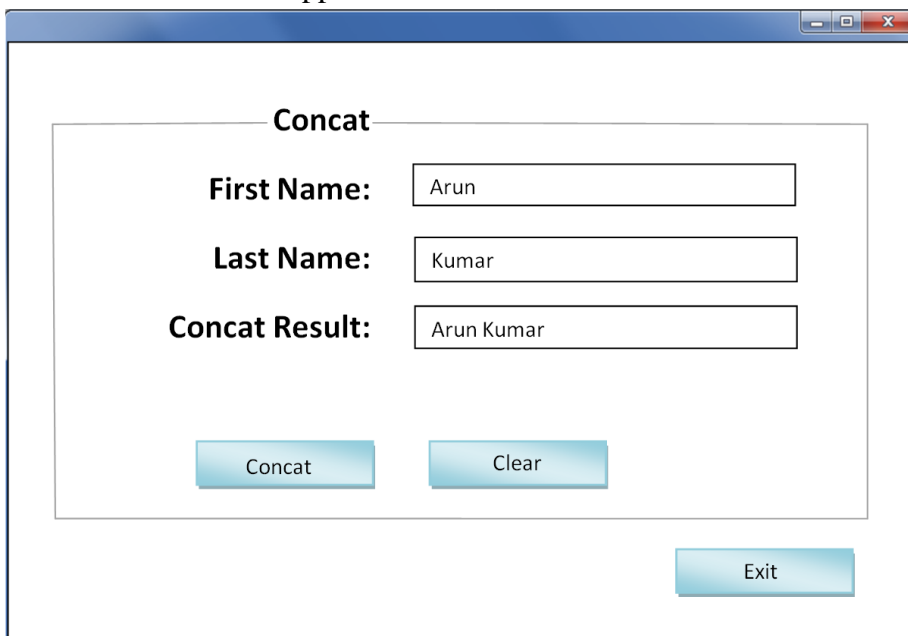 Concat
First Name: Arun
Last Name: Kumar
Concat Result: Arun Kumar
Concat Clear
Exit